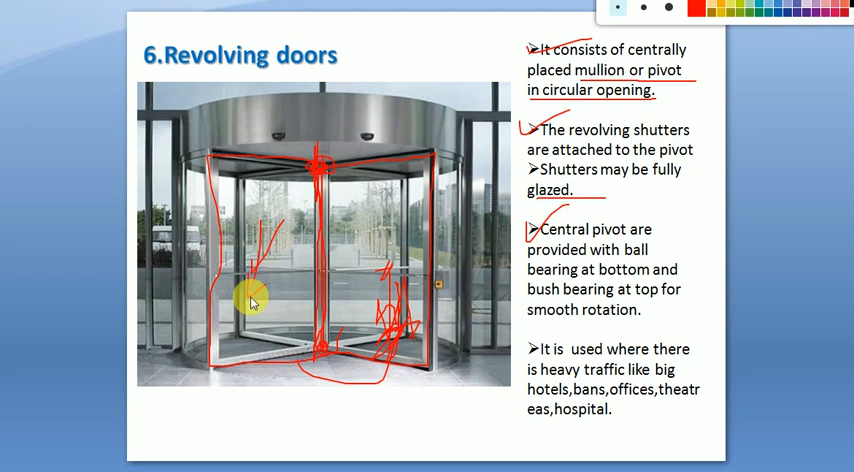 6.Revolving doors
➢It consists of centrally
placed mullion or pivot
in circular opening.
➢The revolving shutters
are attached to the pivot
➢Shutters may be fully
glazed.
➢Central pivot are
provided with ball
bearing at bottom and
bush bearing at top for
smooth rotation.
➢It is used where there
is heavy traffic like big
hotels,bans,offices,theatr
eas,hospital.